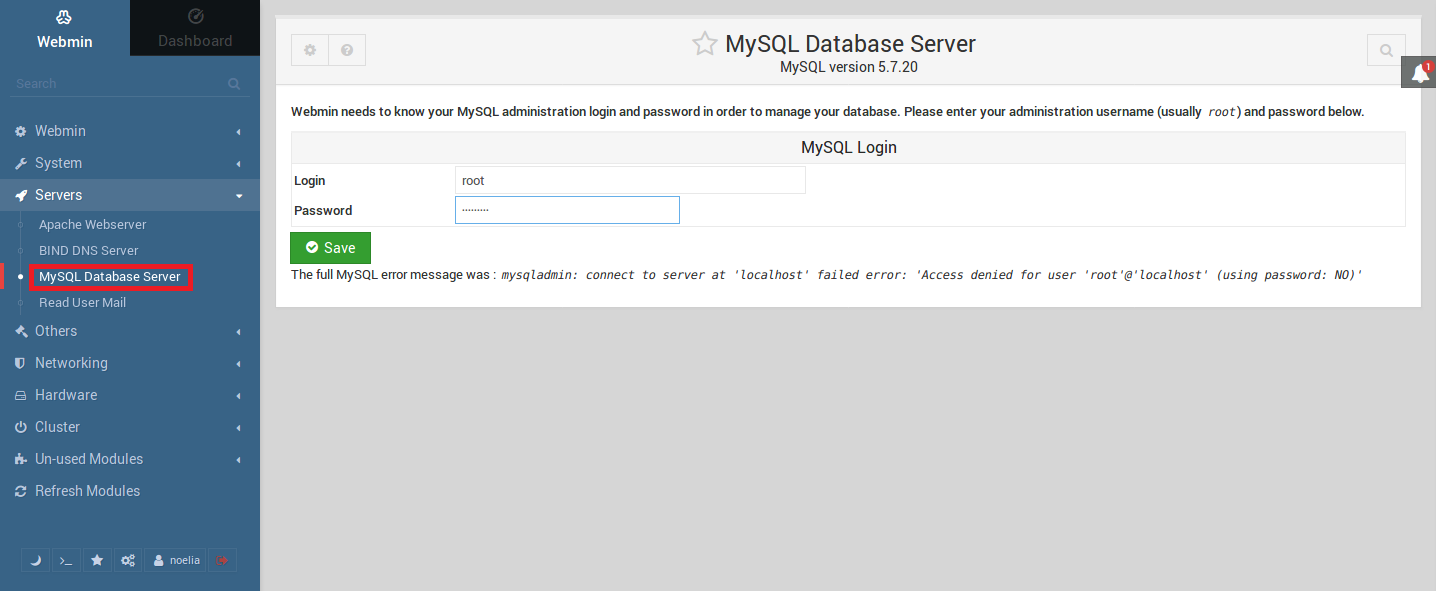 Webmin
Dashboard
Search
Webmin
System
Servers
Apache Webserver
BIND DNS Server
MySQL Database Server
Read User Mail
Others
Networking
Hardware
Cluster
Un-used Modules
Refresh Modules
noelia
MySQL Database Server
MySQL version 5.7.20
1
Webmin needs to know your MySQL administration login and password in order to manage your database. Please enter your administration username (usually root) and password below.
MySQL Login
Login root
Password ·········
Save
The full MySQL error message was : mysqladmin: connect to server at 'localhost' failed error: 'Access denied for user 'root'@'localhost' (using password: NO)'